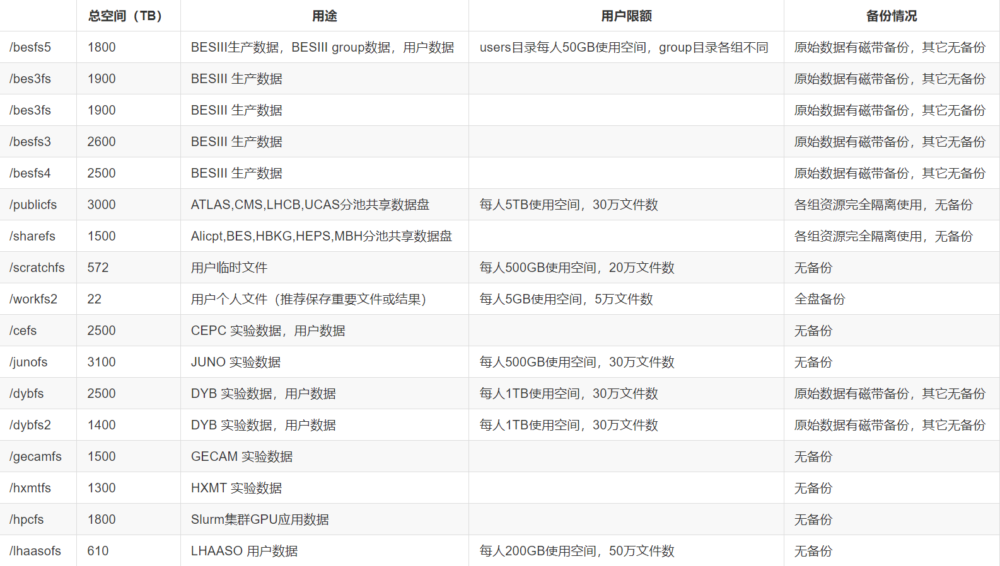 总空间（TB） 用途 用户限额 备份情况
/besfs5 1800 BESIII生产数据，BESIII group数据，用户数据 users目录每人50GB使用空间，group目录各组不同 原始数据有磁带备份，其它无备份
/bes3fs 1900 BESIII 生产数据 原始数据有磁带备份，其它无备份
/bes3fs 1900 BESIII 生产数据 原始数据有磁带备份，其它无备份
/besfs3 2600 BESIII 生产数据 原始数据有磁带备份，其它无备份
/besfs4 2500 BESIII 生产数据 原始数据有磁带备份，其它无备份
/publicfs 3000 ATLAS,CMS,LHCB,UCAS分池共享数据盘 每人5TB使用空间，30万文件数 各组资源完全隔离使用，无备份
/sharefs 1500 Alicpt,BES,HBKG,HEPS,MBH分池共享数据盘 各组资源完全隔离使用，无备份
/scratchfs 572 用户临时文件 每人500GB使用空间，20万文件数 无备份
/workfs2 22 用户个人文件（推荐保存重要文件或结果） 每人5GB使用空间，5万文件数 全盘备份
/cefs 2500 CEPC 实验数据，用户数据 无备份
/junofs 3100 JUNO 实验数据 每人500GB使用空间，30万文件数 无备份
/dybfs 2500 DYB 实验数据，用户数据 每人1TB使用空间，30万文件数 原始数据有磁带备份，其它无备份
/dybfs2 1400 DYB 实验数据，用户数据 每人1TB使用空间，30万文件数 原始数据有磁带备份，其它无备份
/gecamfs 1500 GECAM 实验数据 无备份
/hxmtfs 1300 HXMT 实验数据 无备份
/hpcfs 1800 Slurm集群GPU应用数据 无备份
/lhaasofs 610 LHAASO 用户数据 每人200GB使用空间，50万文件数 无备份